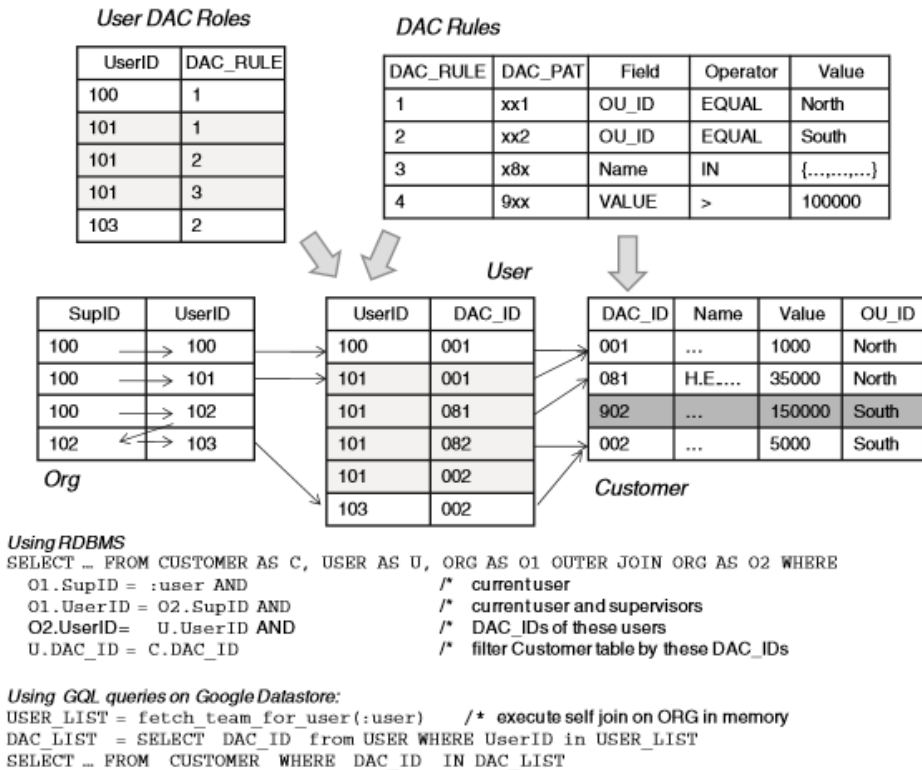 User DAC Roles
UserID DAC_RULE
100 1
101 1
101 2
101 3
103 2
DAC Rules
DAC_RULE DAC_PAT Field Operator Value
1 xx1 OU_ID EQUAL North
2 xx2 OU_ID EQUAL South
3 x8x Name IN {...,...,...}
4 9xx VALUE > 100000
SupID UserID
100 100
100 101
100 102
102 103
Org
User
UserID DAC_ID
100 001
101 001
101 081
101 082
101 002
103 002
DAC_ID Name Value OU_ID
001 ... 1000 North
081 H.E..... 35000 North
902 ... 150000 South
002 ... 5000 South
Customer
Using RDBMS
SELECT … FROM CUSTOMER AS C, USER AS U, ORG AS O1 OUTER JOIN ORG AS O2 WHERE
O1.SupID = :user AND /* currentuser
O1.UserID = O2.SupID AND /* currentuser and supervisors
O2.UserID= U.UserID AND /* DAC_IDs of these users
U.DAC_ID = C.DAC_ID /* filter Customer table by these DAC_IDs
Using GQL queries on Google Datastore:
USER_LIST = fetch_team_for_user(:user) /* execute self join on ORG in memory
DAC_LIST = SELECT DAC_ID from USER WHERE UserID in USER_LIST
SELECT … FROM CUSTOMER WHERE DAC_ID IN DAC_LIST